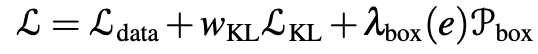 ℒ = ℒ_data + w_KL ℒ_KL + λ_box(e) 𝒫_box